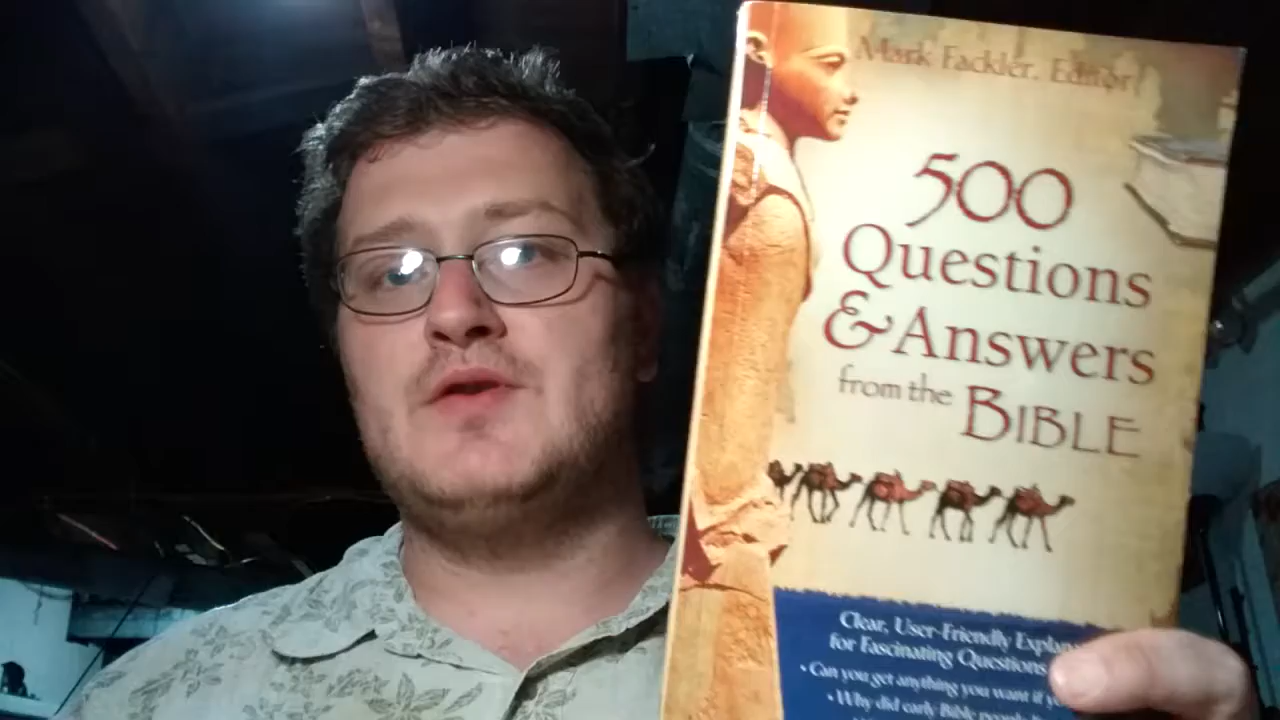 Mark Fackler, Editor
500
Questions
& Answers
from the BIBLE
Clear, User-Friendly
for Fascinating Questions
• Can you get anything you want if
• Why did early Bible people